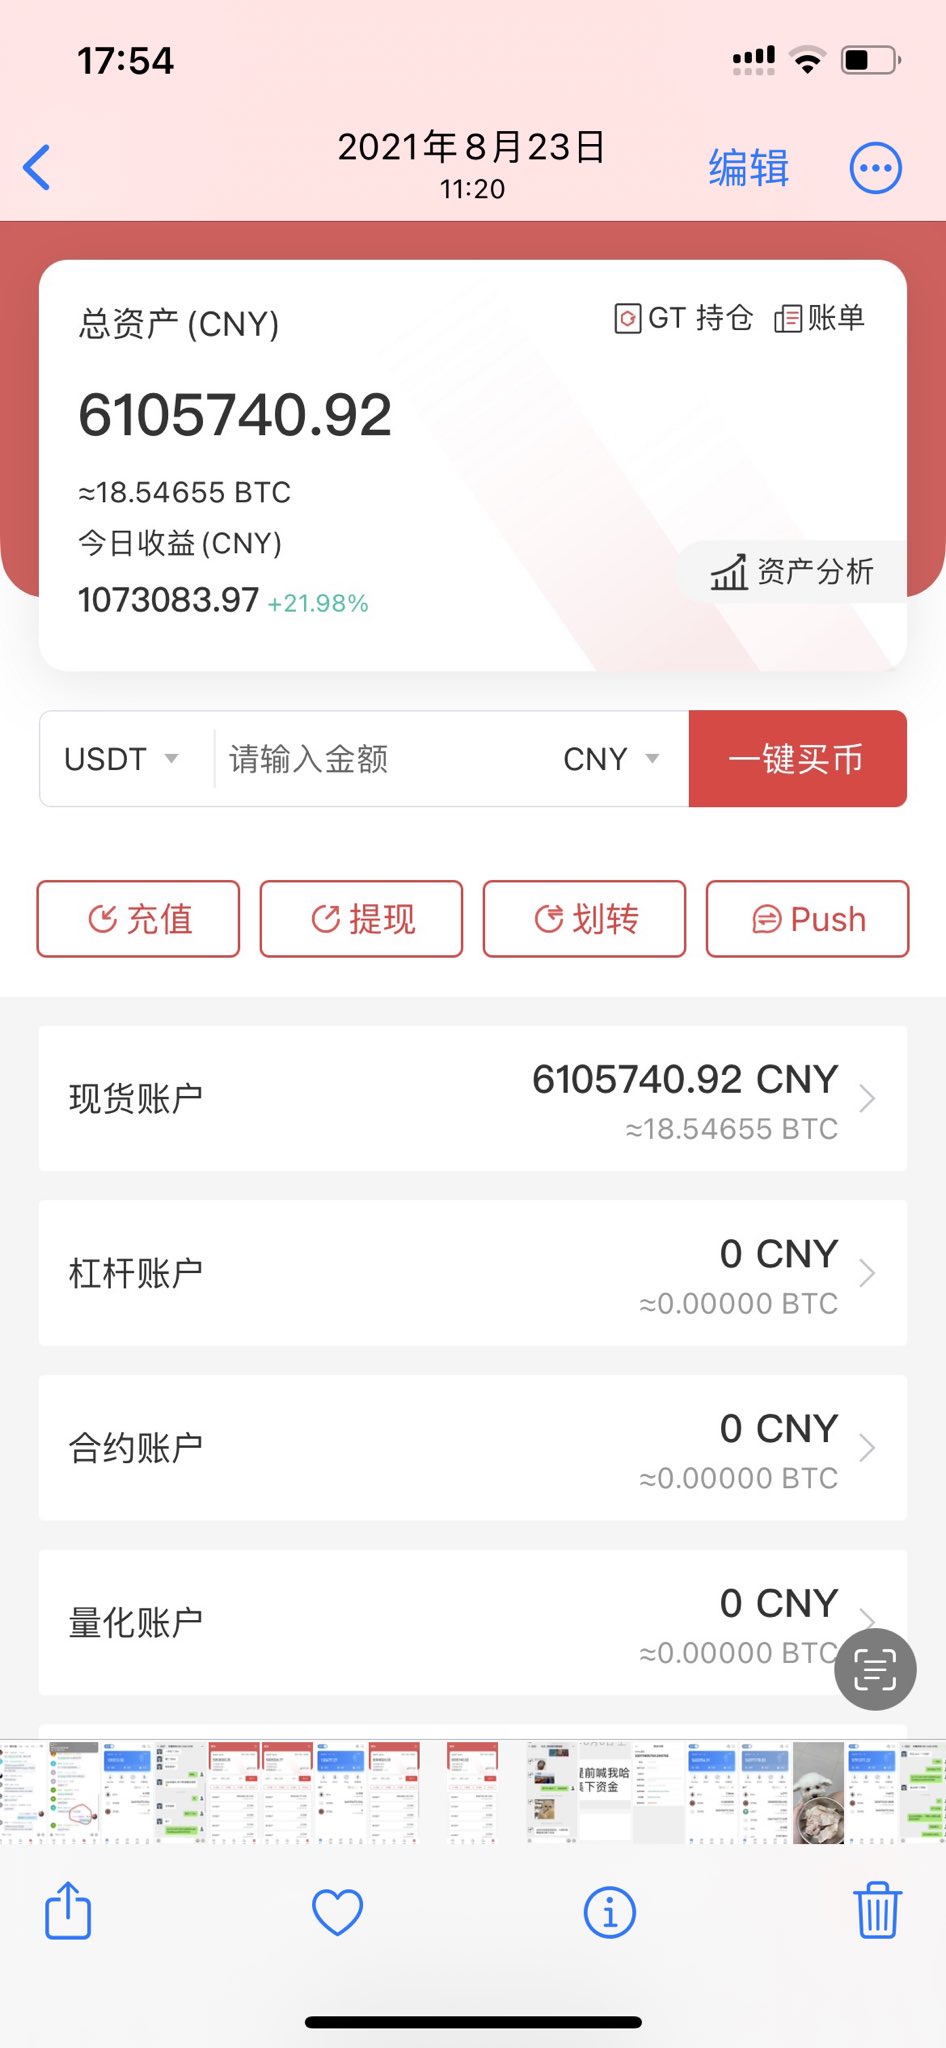 17:54
2021年8月23日
11:20
编辑
总资产(CNY)
GT 持仓
账单
6105740.92
≈18.54655 BTC
今日收益(CNY)
1073083.97 +21.98%
资产分析
USDT
请输入金额
CNY
一键买币
充值
提现
划转
Push
现货账户
6105740.92 CNY
≈18.54655 BTC
杠杆账户
0 CNY
≈0.00000 BTC
合约账户
0 CNY
≈0.00000 BTC
量化账户
0 CNY
≈0.00000 BTC
前喊我哈
下资金